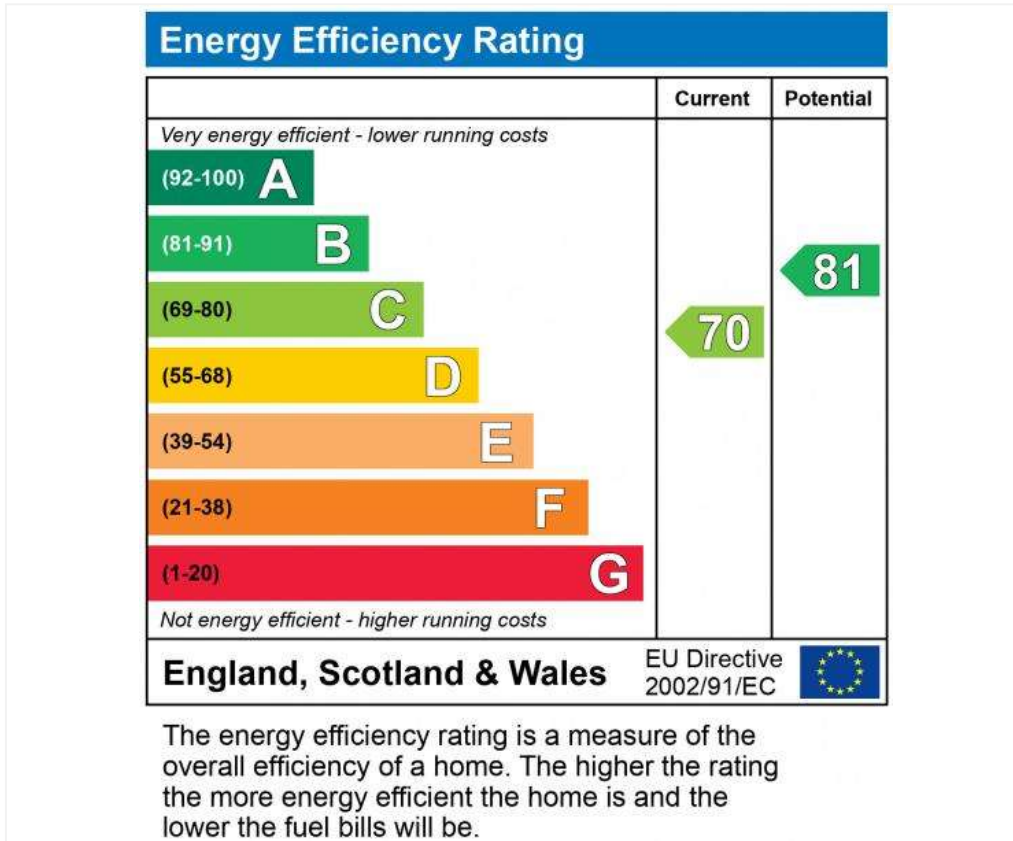 Energy Efficiency Rating
Current Potential
Very energy efficient - lower running costs
(92-100) A
(81-91) B
81
(69-80) C
70
(55-68) D
(39-54) E
(21-38) F
(1-20) G
Not energy efficient - higher running costs
England, Scotland & Wales
EU Directive
2002/91/EC
The energy efficiency rating is a measure of the
overall efficiency of a home. The higher the rating
the more energy efficient the home is and the
lower the fuel bills will be.